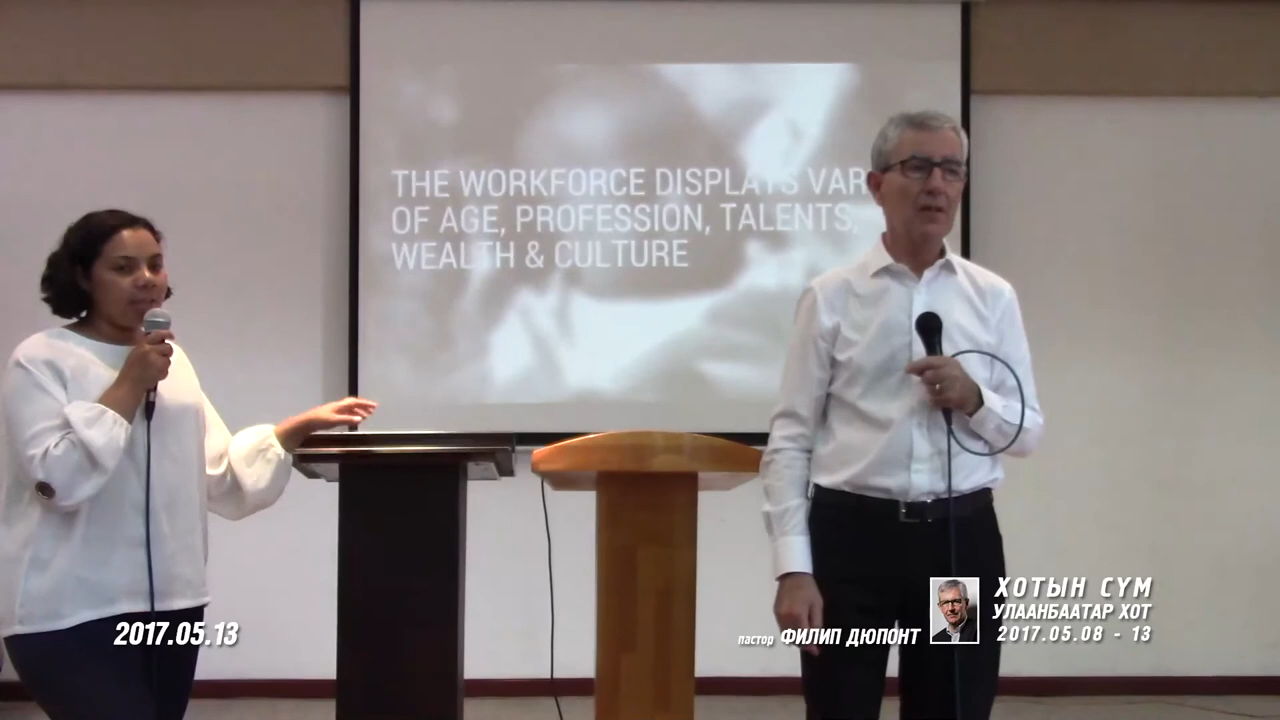 THE WORKFORCE DISPLAYS VAR
OF AGE, PROFESSION, TALENTS,
WEALTH & CULTURE
2017.05.13
пастор ФИЛИП ДЮПОНТ
ХОТЫН СҮМ
УЛААНБААТАР ХОТ
2017.05.08 - 13